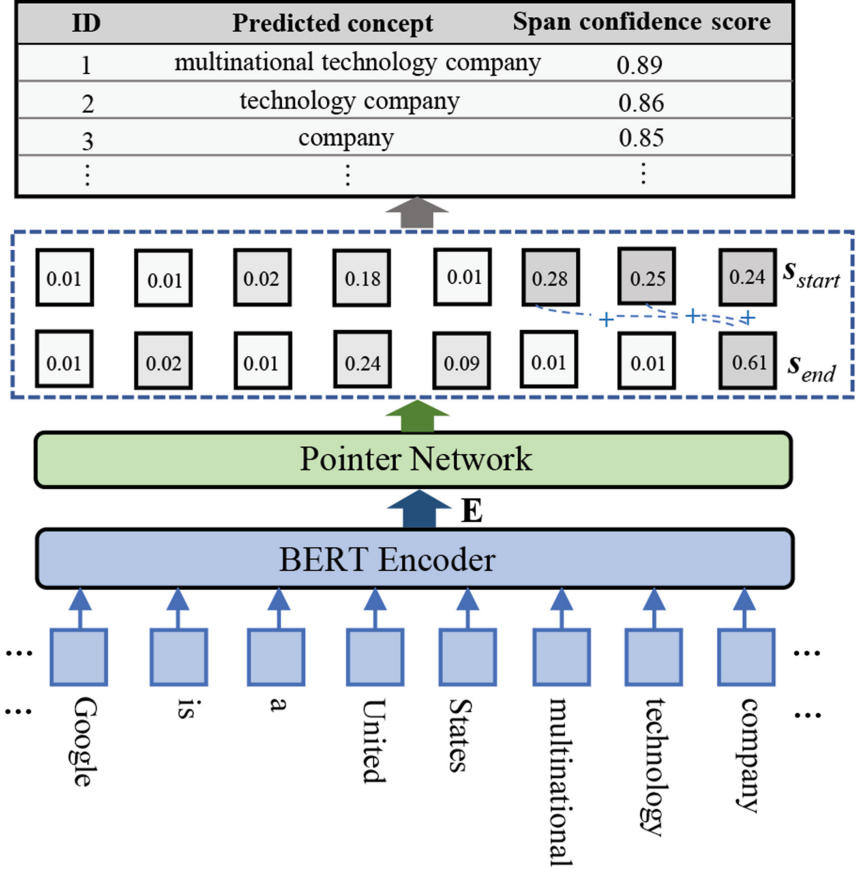 ID Predicted concept Span confidence score
1 multinational technology company 0.89
2 technology company 0.86
3 company 0.85
⋮ ⋮ ⋮
0.01 0.01 0.02 0.18 0.01 0.28 0.25 0.24 s start
+ + +
0.01 0.02 0.01 0.24 0.09 0.01 0.01 0.61 s end
Pointer Network
E
BERT Encoder
... ...
... Google is a United States multinational technology company ...